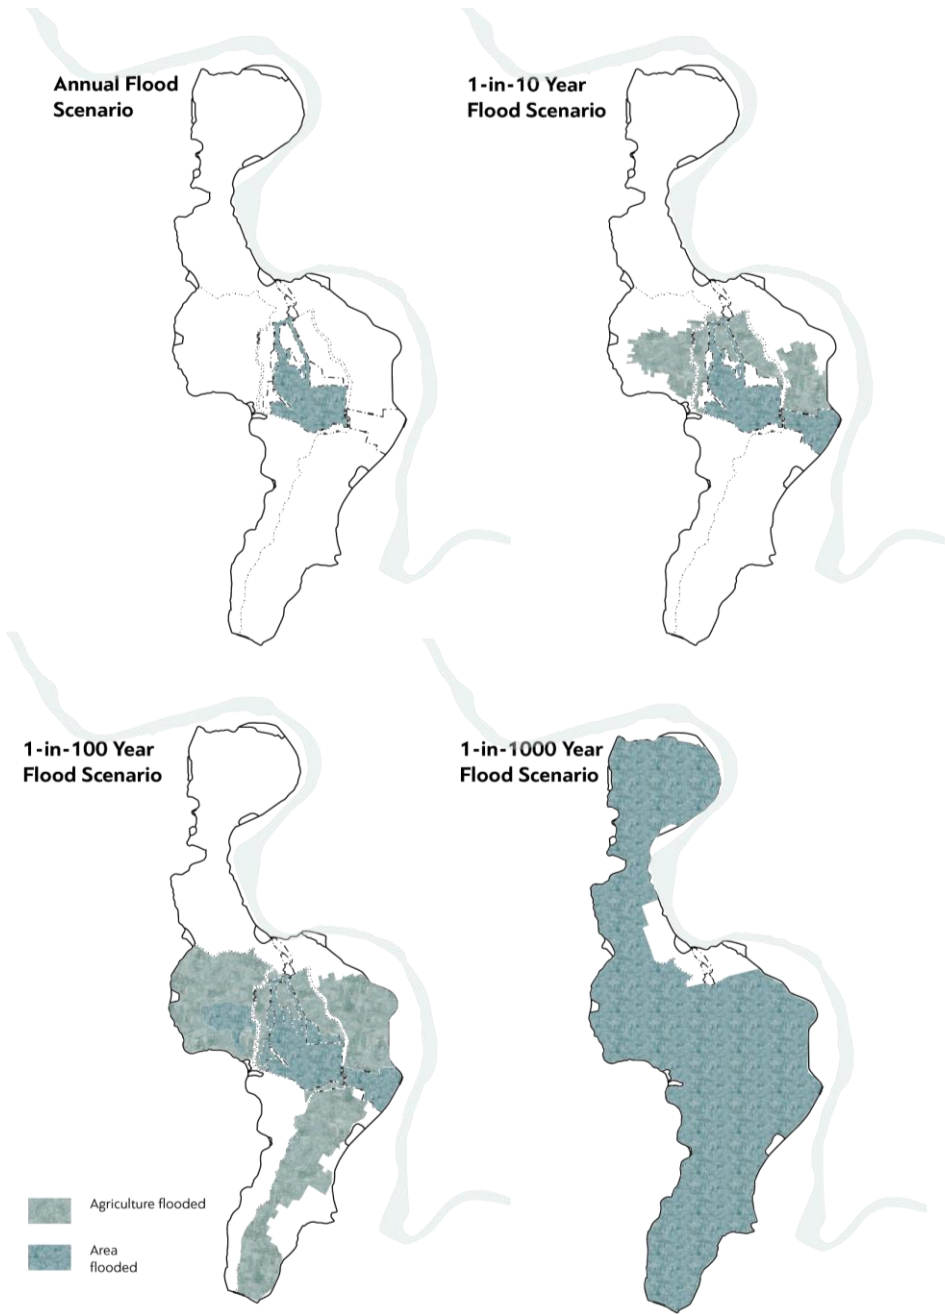 Annual Flood
Scenario
1-in-10 Year
Flood Scenario
1-in-100 Year
Flood Scenario
1-in-1000 Year
Flood Scenario
Agriculture flooded
Area
flooded